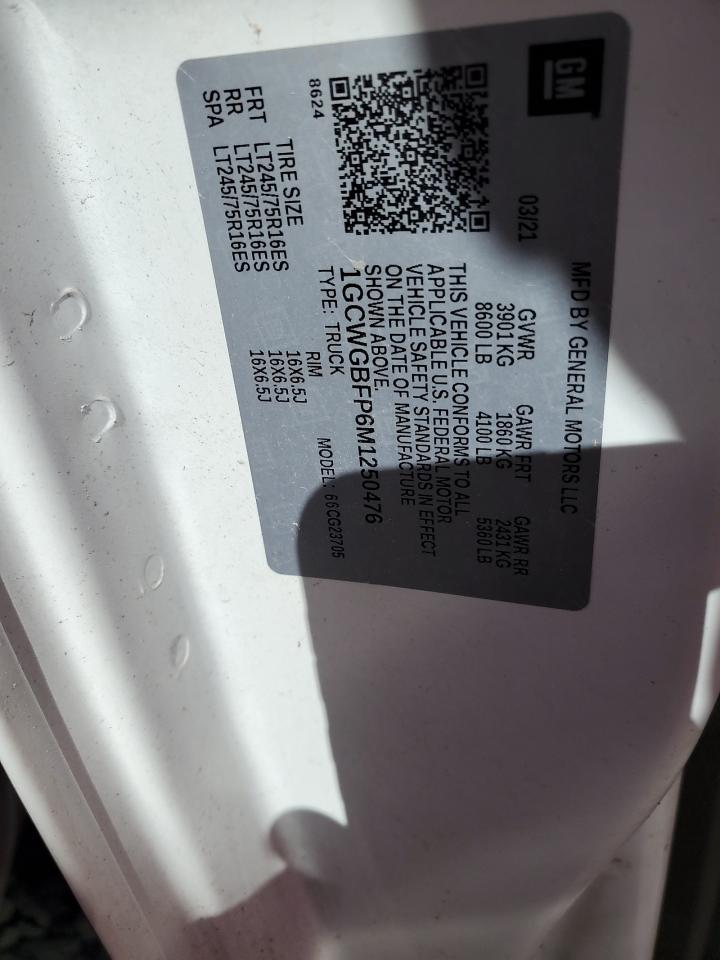 GM
MFD BY GENERAL MOTORS LLC
03/21 GVWR GAWR FRT GAWR RR
3901 KG 1860 KG 2431 KG
8600 LB 4100 LB 5360 LB
THIS VEHICLE CONFORMS TO ALL
APPLICABLE U.S. FEDERAL MOTOR
VEHICLE SAFETY STANDARDS IN EFFECT
ON THE DATE OF MANUFACTURE
SHOWN ABOVE.
1GCWGBFP6M1250476
8624 TYPE: TRUCK MODEL: 66CG23705
TIRE SIZE RIM
FRT LT245/75R16ES 16X6.5J
RR LT245/75R16ES 16X6.5J
SPA LT245/75R16ES 16X6.5J